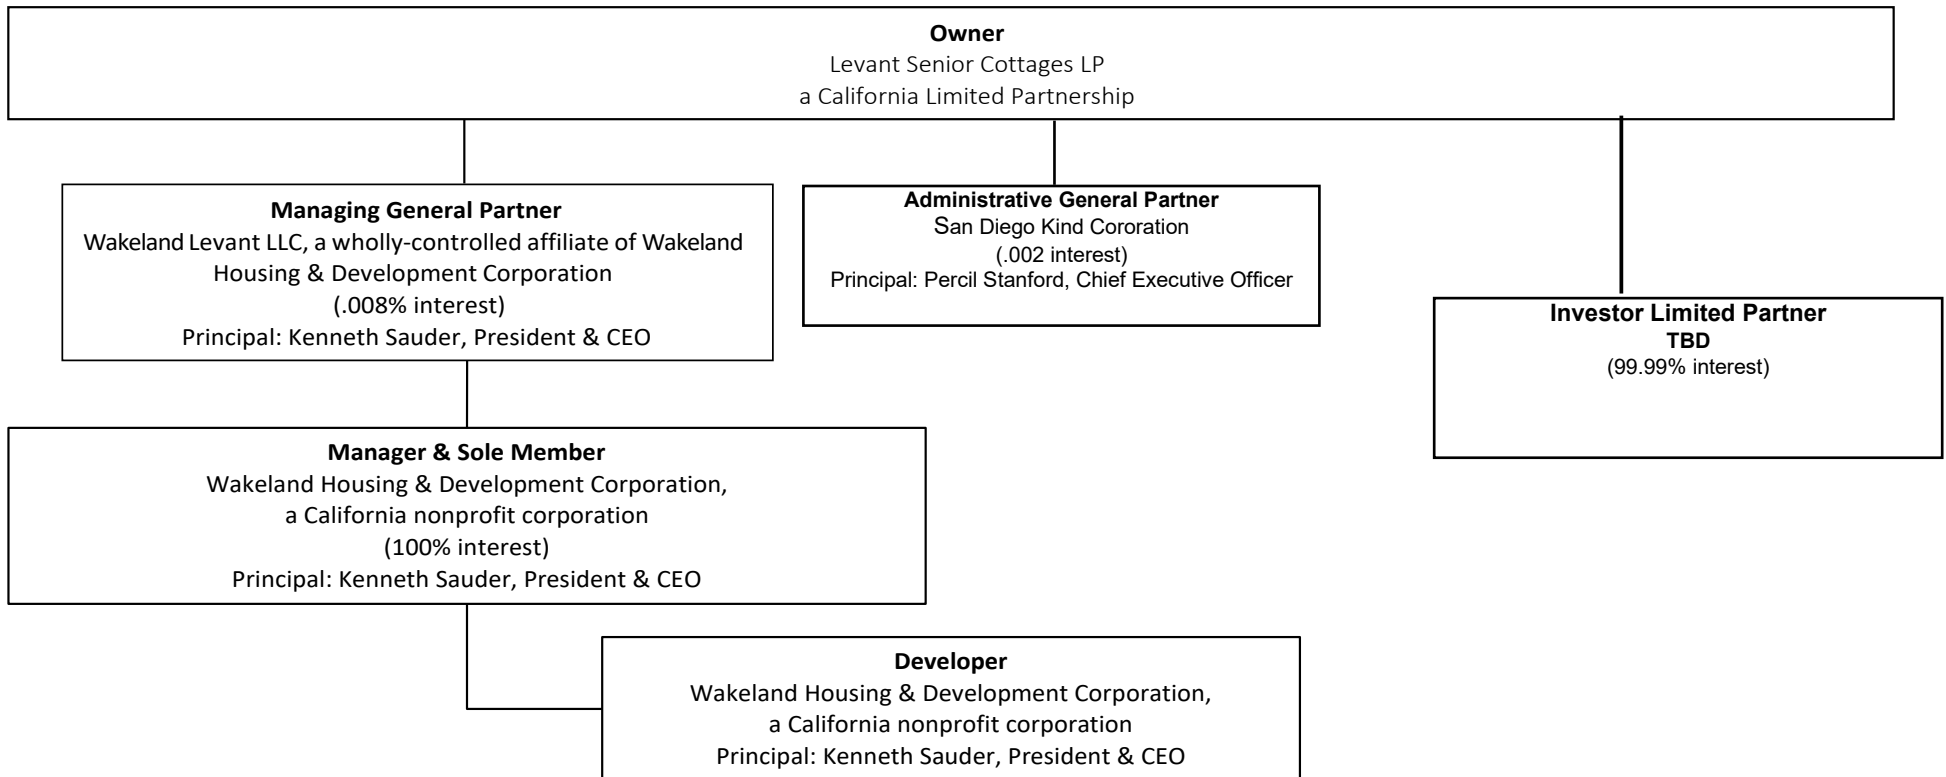 Owner
Levant Senior Cottages LP
a California Limited Partnership
Managing General Partner
Wakeland Levant LLC, a wholly-controlled affiliate of Wakeland
Housing & Development Corporation
(.008% interest)
Principal: Kenneth Sauder, President & CEO
Administrative General Partner
San Diego Kind Cororation
(.002 interest)
Principal: Percil Stanford, Chief Executive Officer
Investor Limited Partner
TBD
(99.99% interest)
Manager & Sole Member
Wakeland Housing & Development Corporation,
a California nonprofit corporation
(100% interest)
Principal: Kenneth Sauder, President & CEO
Developer
Wakeland Housing & Development Corporation,
a California nonprofit corporation
Principal: Kenneth Sauder, President & CEO